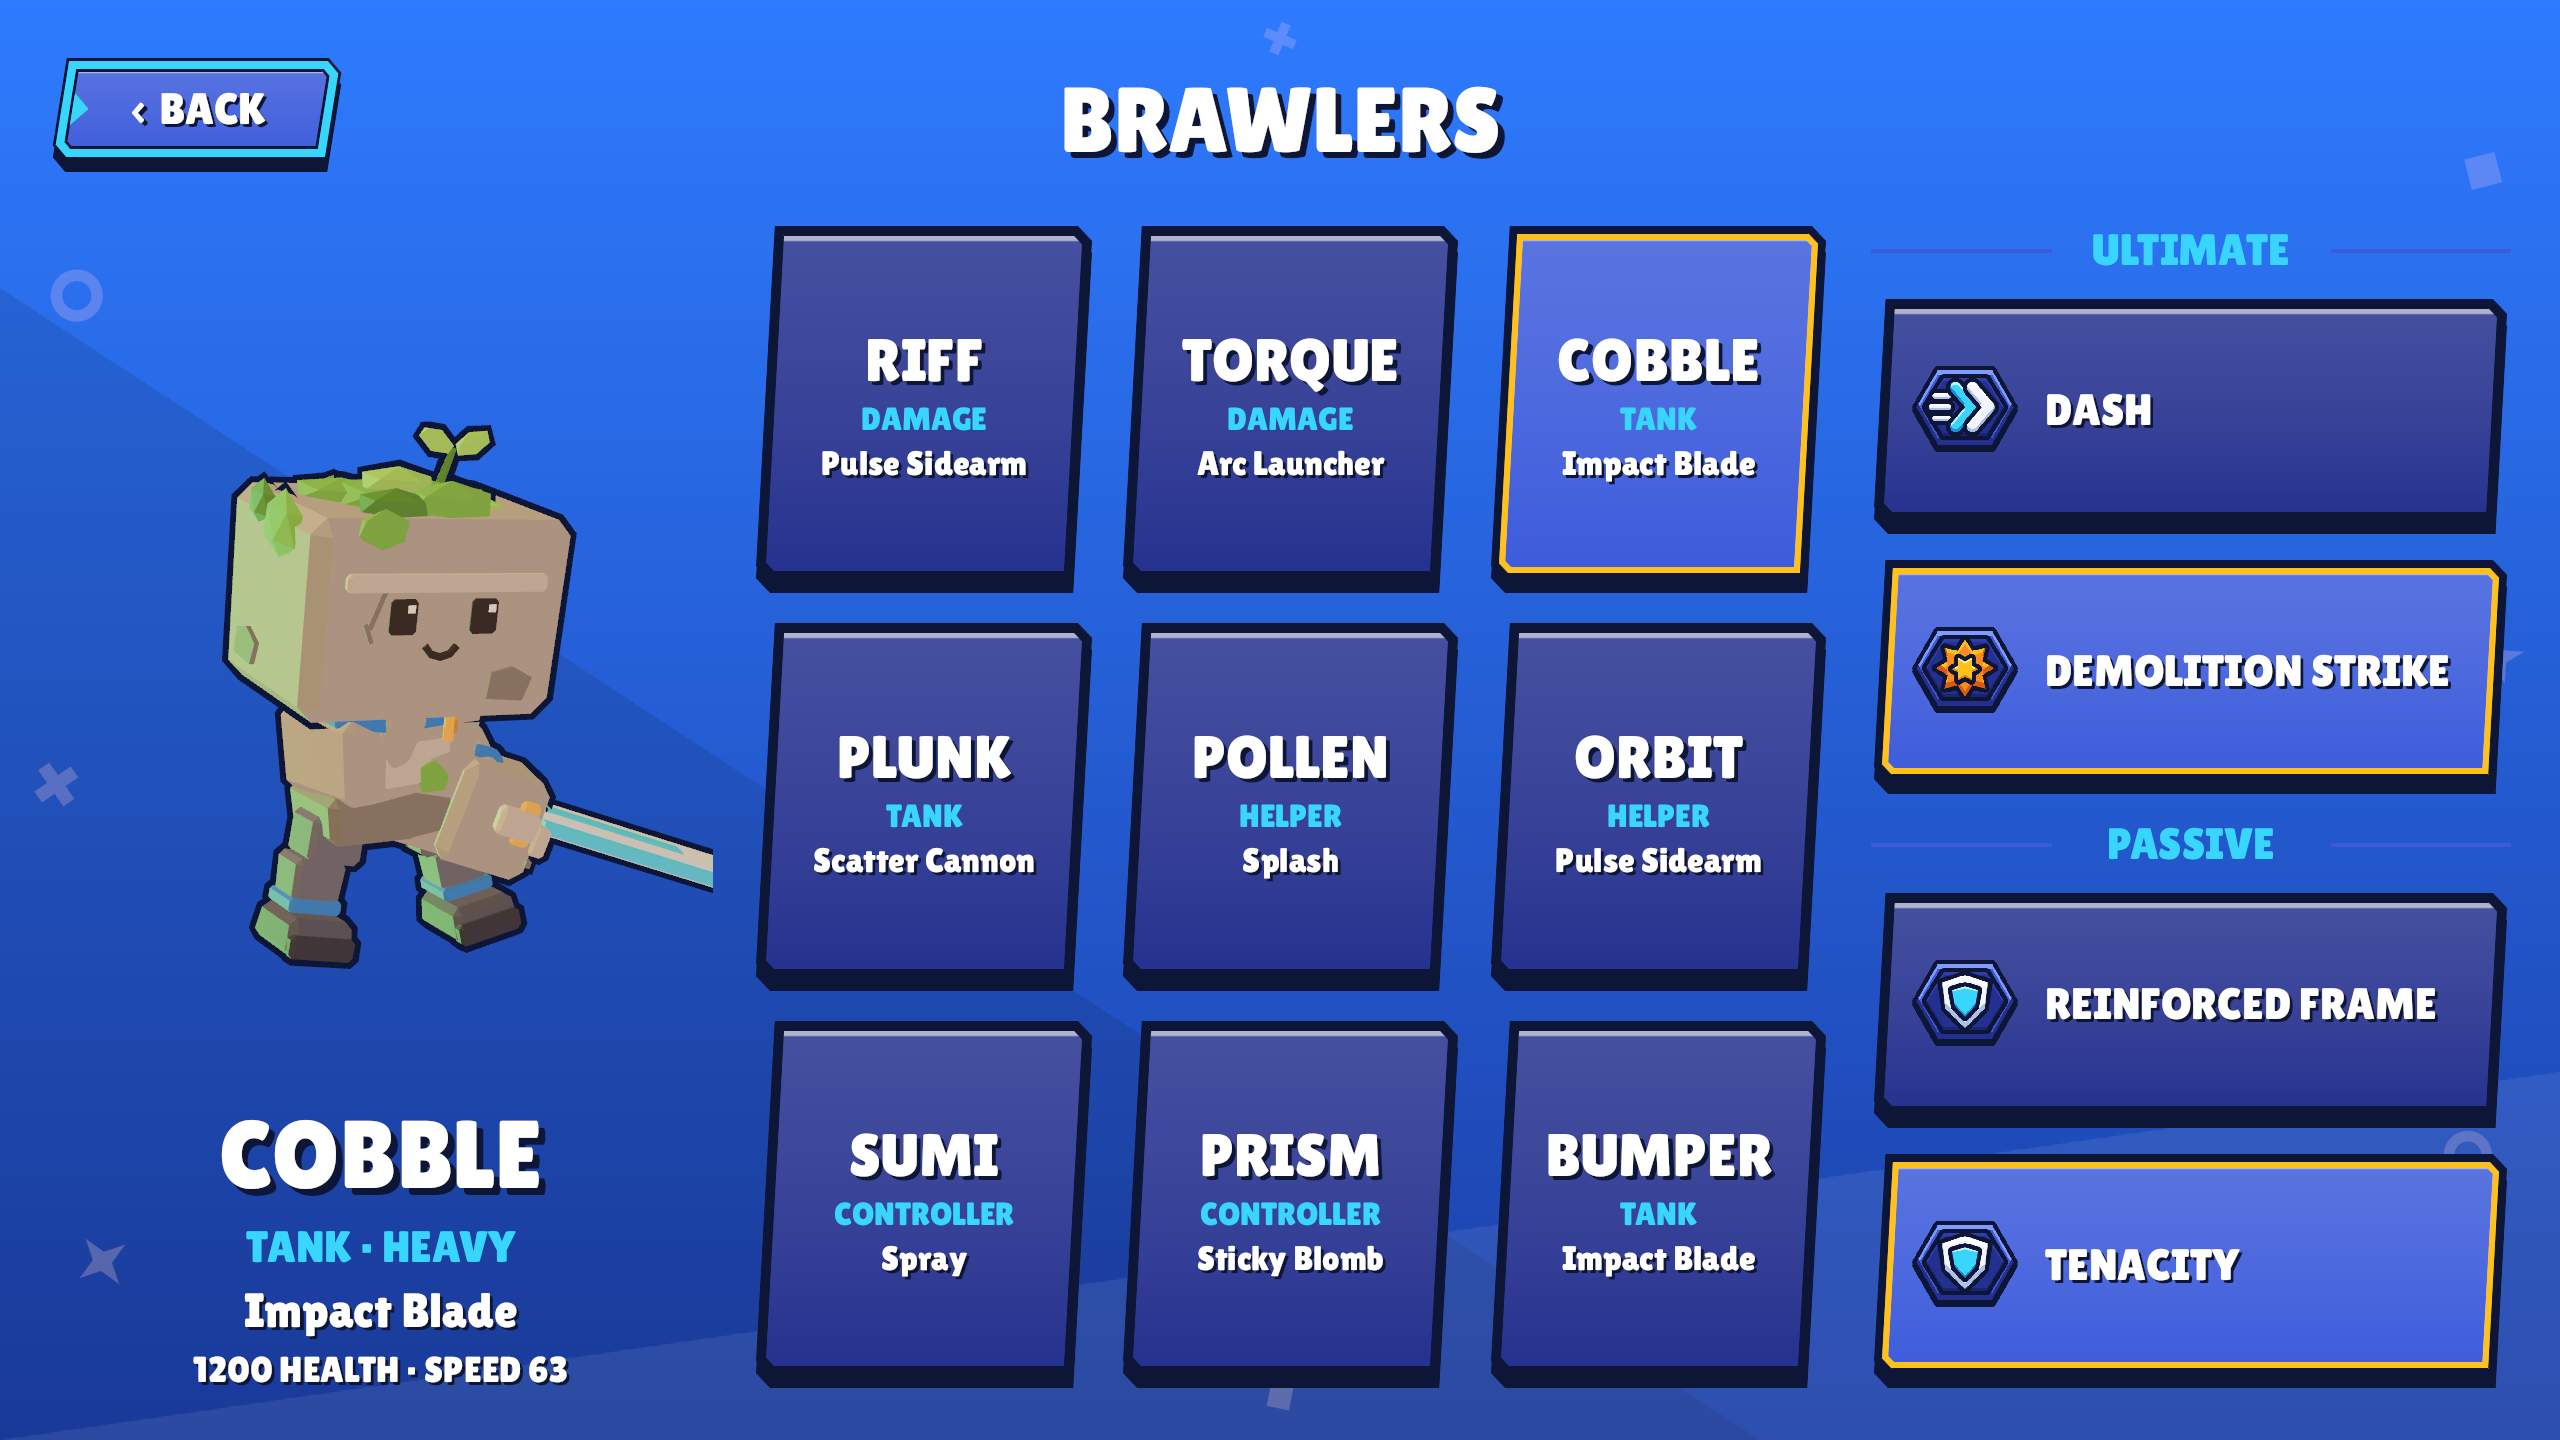 ‹ BACK
BRAWLERS
RIFF
DAMAGE
Pulse Sidearm
TORQUE
DAMAGE
Arc Launcher
COBBLE
TANK
Impact Blade
PLUNK
TANK
Scatter Cannon
POLLEN
HELPER
Splash
ORBIT
HELPER
Pulse Sidearm
SUMI
CONTROLLER
Spray
PRISM
CONTROLLER
Sticky Blomb
BUMPER
TANK
Impact Blade
ULTIMATE
DASH
DEMOLITION STRIKE
PASSIVE
REINFORCED FRAME
TENACITY
COBBLE
TANK · HEAVY
Impact Blade
1200 HEALTH · SPEED 63